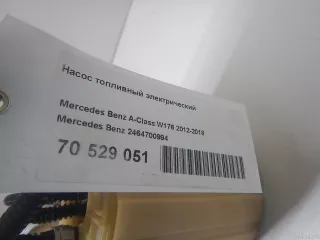 Насос топливный электрический
Mercedes Benz A-Class W176 2012-2018
Mercedes Benz 2464700994
70 529 051